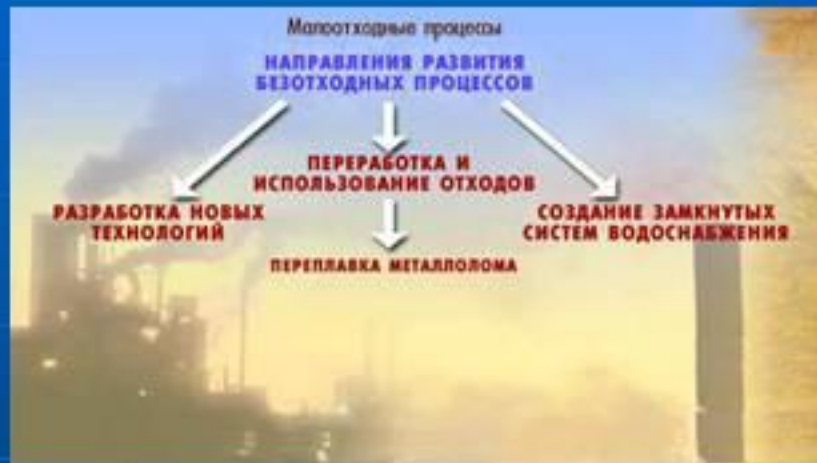 Малоотходные процессы
НАПРАВЛЕНИЯ РАЗВИТИЯ
БЕЗОТХОДНЫХ ПРОЦЕССОВ
ПЕРЕРАБОТКА И
ИСПОЛЬЗОВАНИЕ ОТХОДОВ
РАЗРАБОТКА НОВЫХ
ТЕХНОЛОГИЙ
СОЗДАНИЕ ЗАМКНУТЫХ
СИСТЕМ ВОДОСНАБЖЕНИЯ
ПЕРЕПЛАВКА МЕТАЛЛОЛОМА